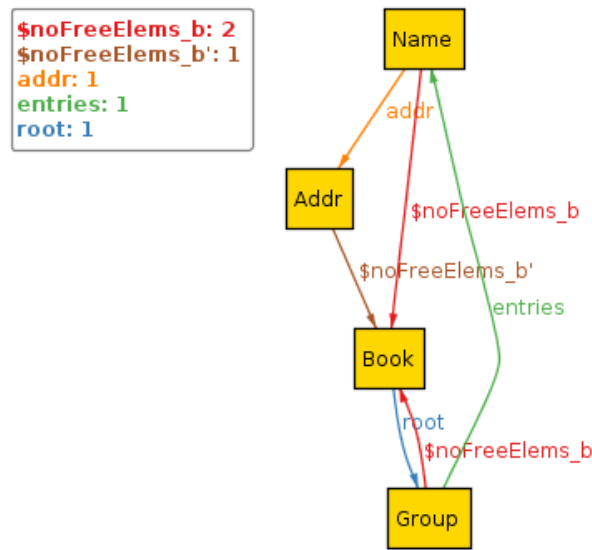 $noFreeElems_b: 2
$noFreeElems_b': 1
addr: 1
entries: 1
root: 1
Name
addr
Addr
$noFreeElems_b
$noFreeElems_b'
entries
Book
root
$noFreeElems_b
Group